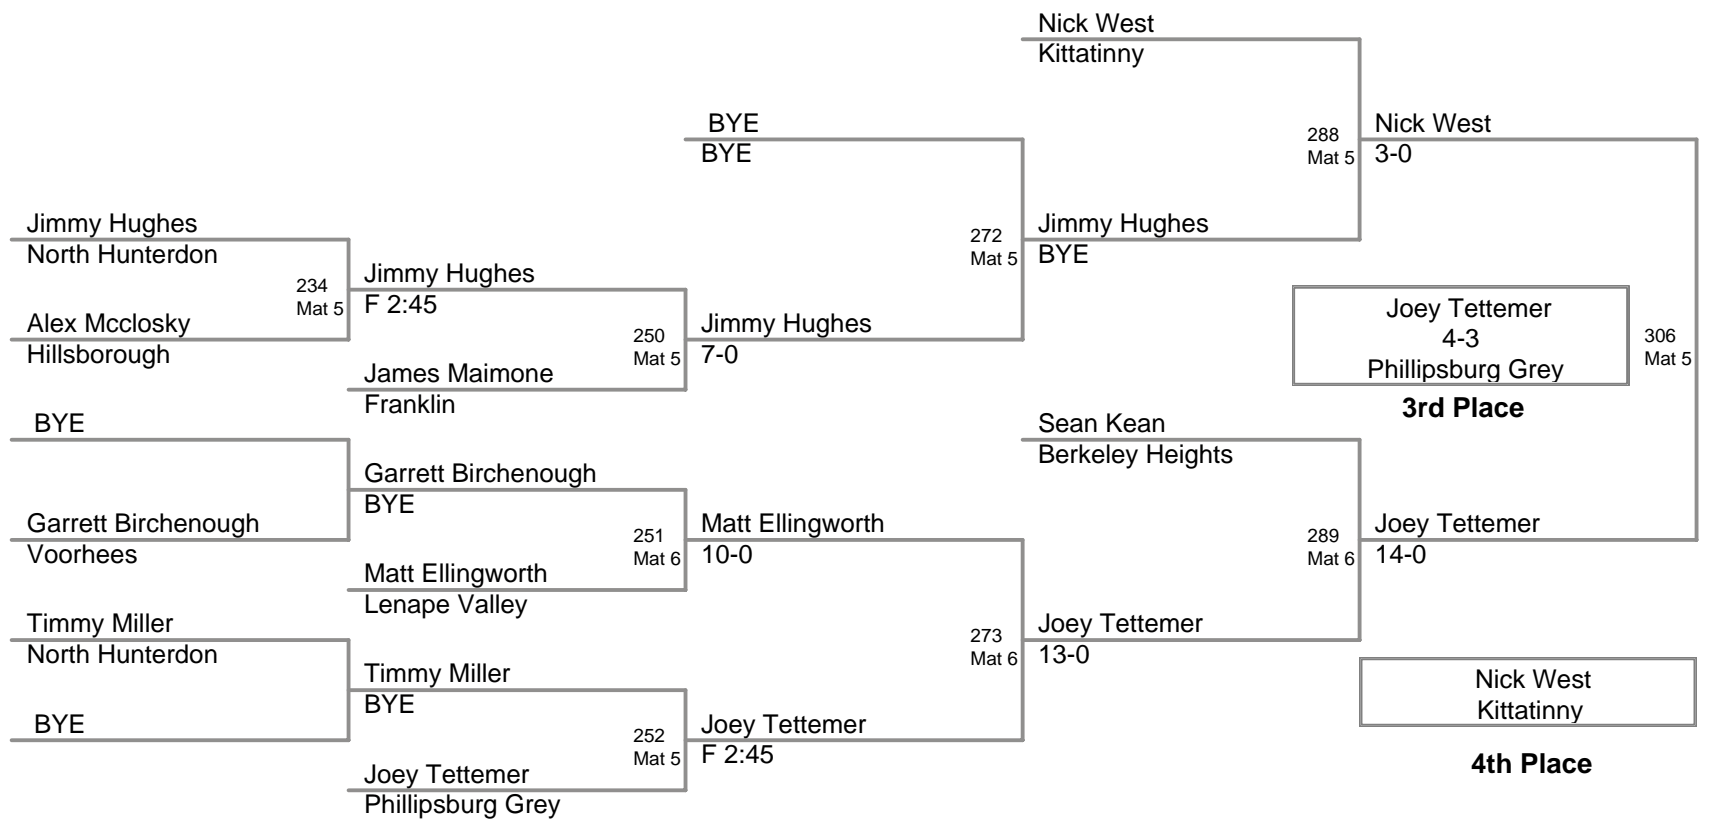 Nick West
Kittatinny
BYE
BYE
288
Mat 5
Nick West
3-0
Jimmy Hughes
North Hunterdon
272
Mat 5
Jimmy Hughes
BYE
234
Mat 5
Jimmy Hughes
F 2:45
Alex Mcclosky
Hillsborough
250
Mat 5
Jimmy Hughes
7-0
Joey Tettemer
4-3
Phillipsburg Grey
306
Mat 5
3rd Place
James Maimone
Franklin
BYE
Sean Kean
Berkeley Heights
Garrett Birchenough
BYE
Garrett Birchenough
Voorhees
251
Mat 6
Matt Ellingworth
10-0
289
Mat 6
Joey Tettemer
14-0
Matt Ellingworth
Lenape Valley
Timmy Miller
North Hunterdon
273
Mat 6
Joey Tettemer
13-0
Timmy Miller
BYE
Nick West
Kittatinny
4th Place
BYE
252
Mat 5
Joey Tettemer
F 2:45
Joey Tettemer
Phillipsburg Grey